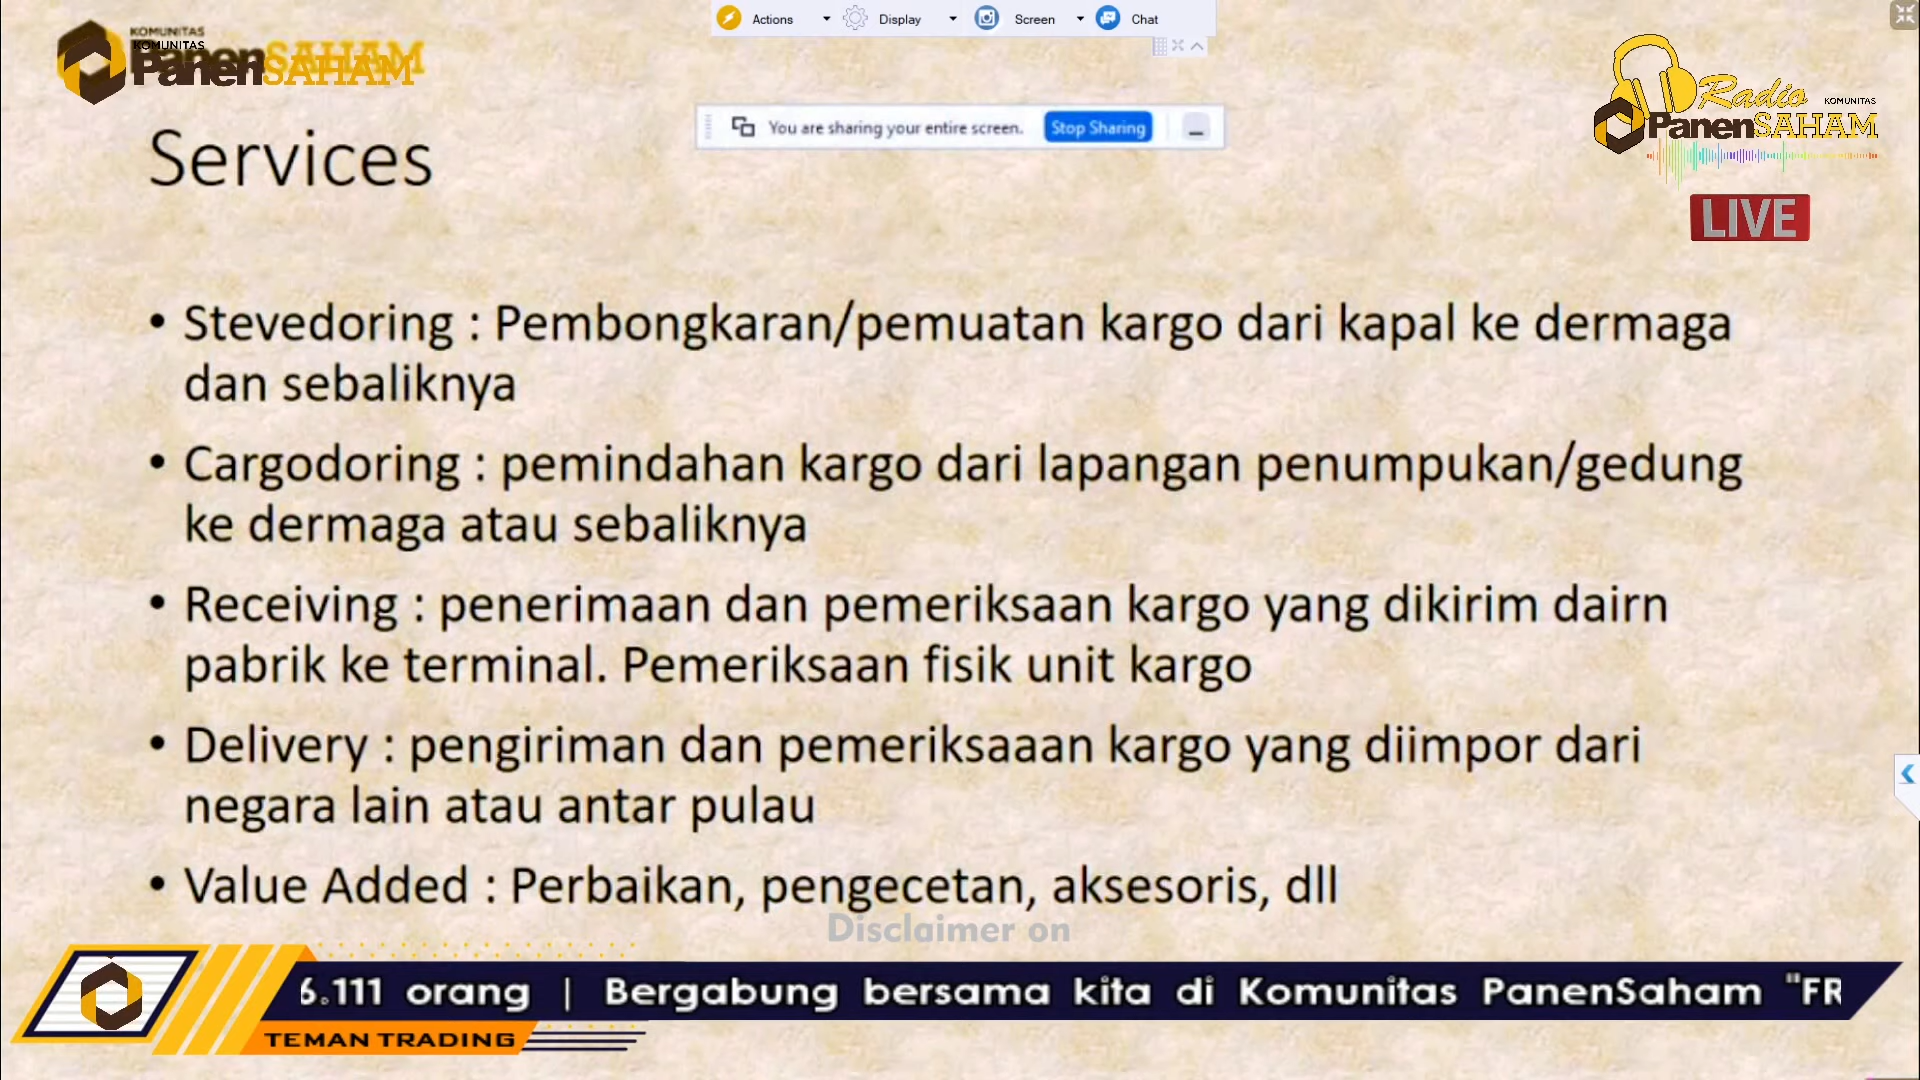 Actions
Display
Screen
Chat
KOMUNITAS
KOMUNITAS
PanenSAHAM
PanenSAHAM
You are sharing your entire screen.
Stop Sharing
Radio
KOMUNITAS
PanenSAHAM
LIVE
Services
• Stevedoring : Pembongkaran/pemuatan kargo dari kapal ke dermaga
dan sebaliknya
• Cargodoring : pemindahan kargo dari lapangan penumpukan/gedung
ke dermaga atau sebaliknya
• Receiving : penerimaan dan pemeriksaan kargo yang dikirim dairn
pabrik ke terminal. Pemeriksaan fisik unit kargo
• Delivery : pengiriman dan pemeriksaaan kargo yang diimpor dari
negara lain atau antar pulau
• Value Added : Perbaikan, pengecetan, aksesoris, dll
Disclaimer on
6.111 orang | Bergabung bersama kita di Komunitas PanenSaham "FR
TEMAN TRADING